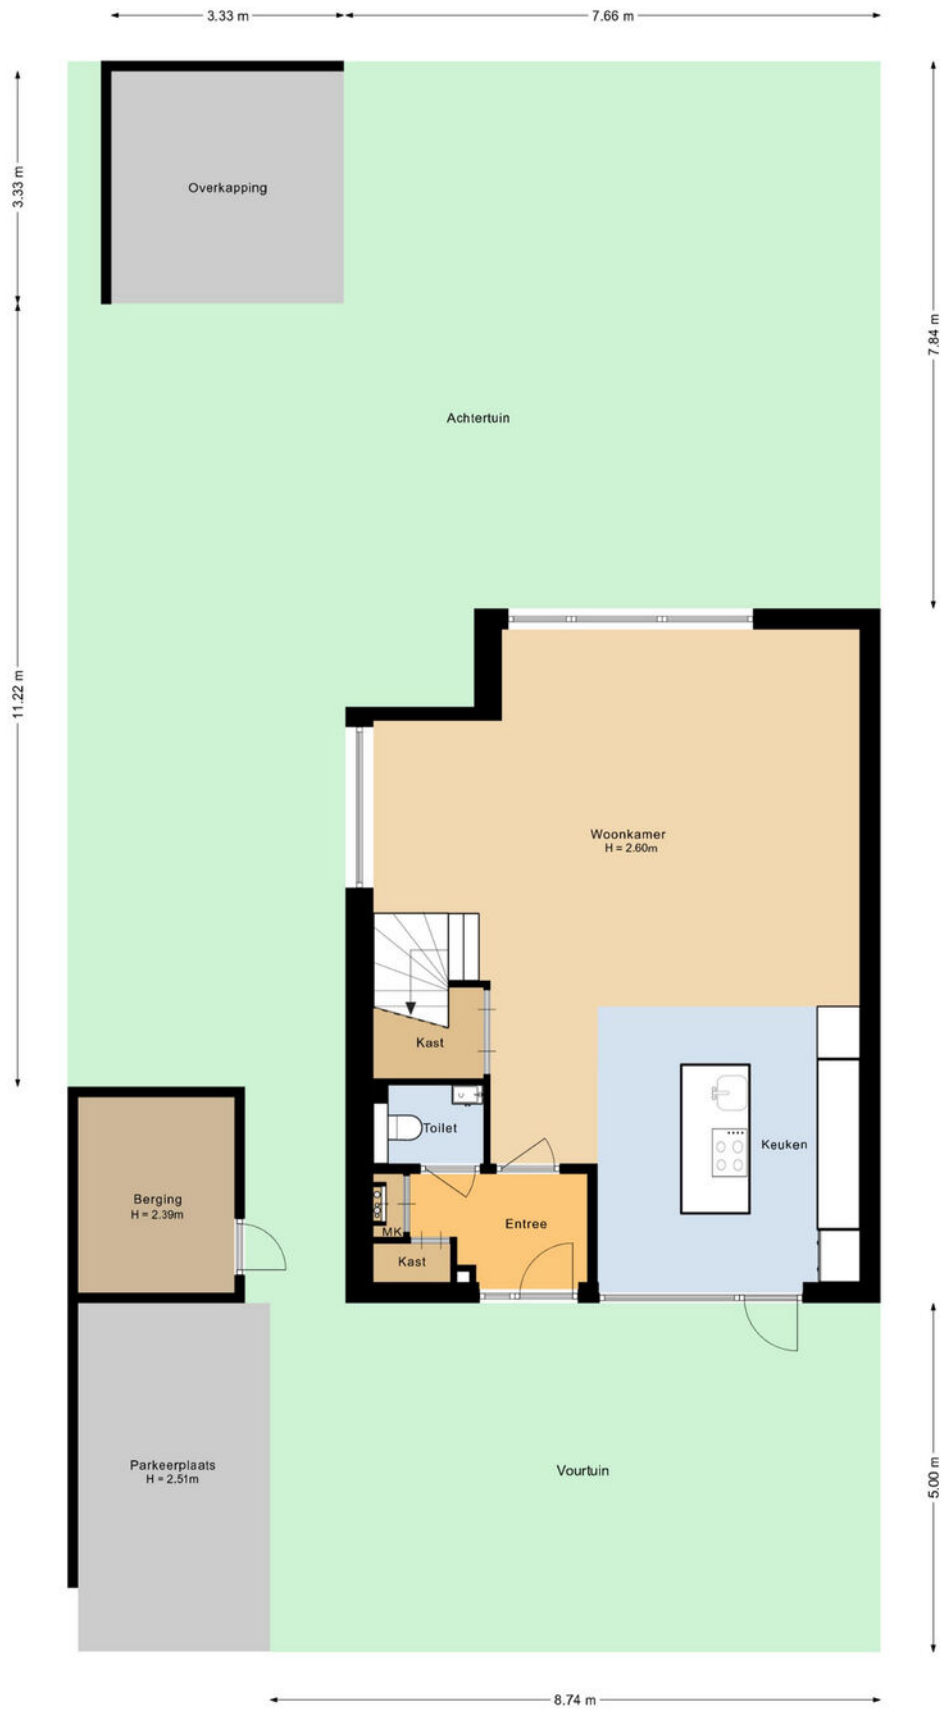 3.33 m
7.66 m
3.33 m
Overkapping
7.84 m
Achtertuin
11.22 m
Woonkamer
H = 2.60m
Kast
Toilet
Keuken
Berging
H = 2.39m
MK
Entree
Kast
Parkeerplaats
H = 2.51m
Vourtuin
5.00 m
8.74 m